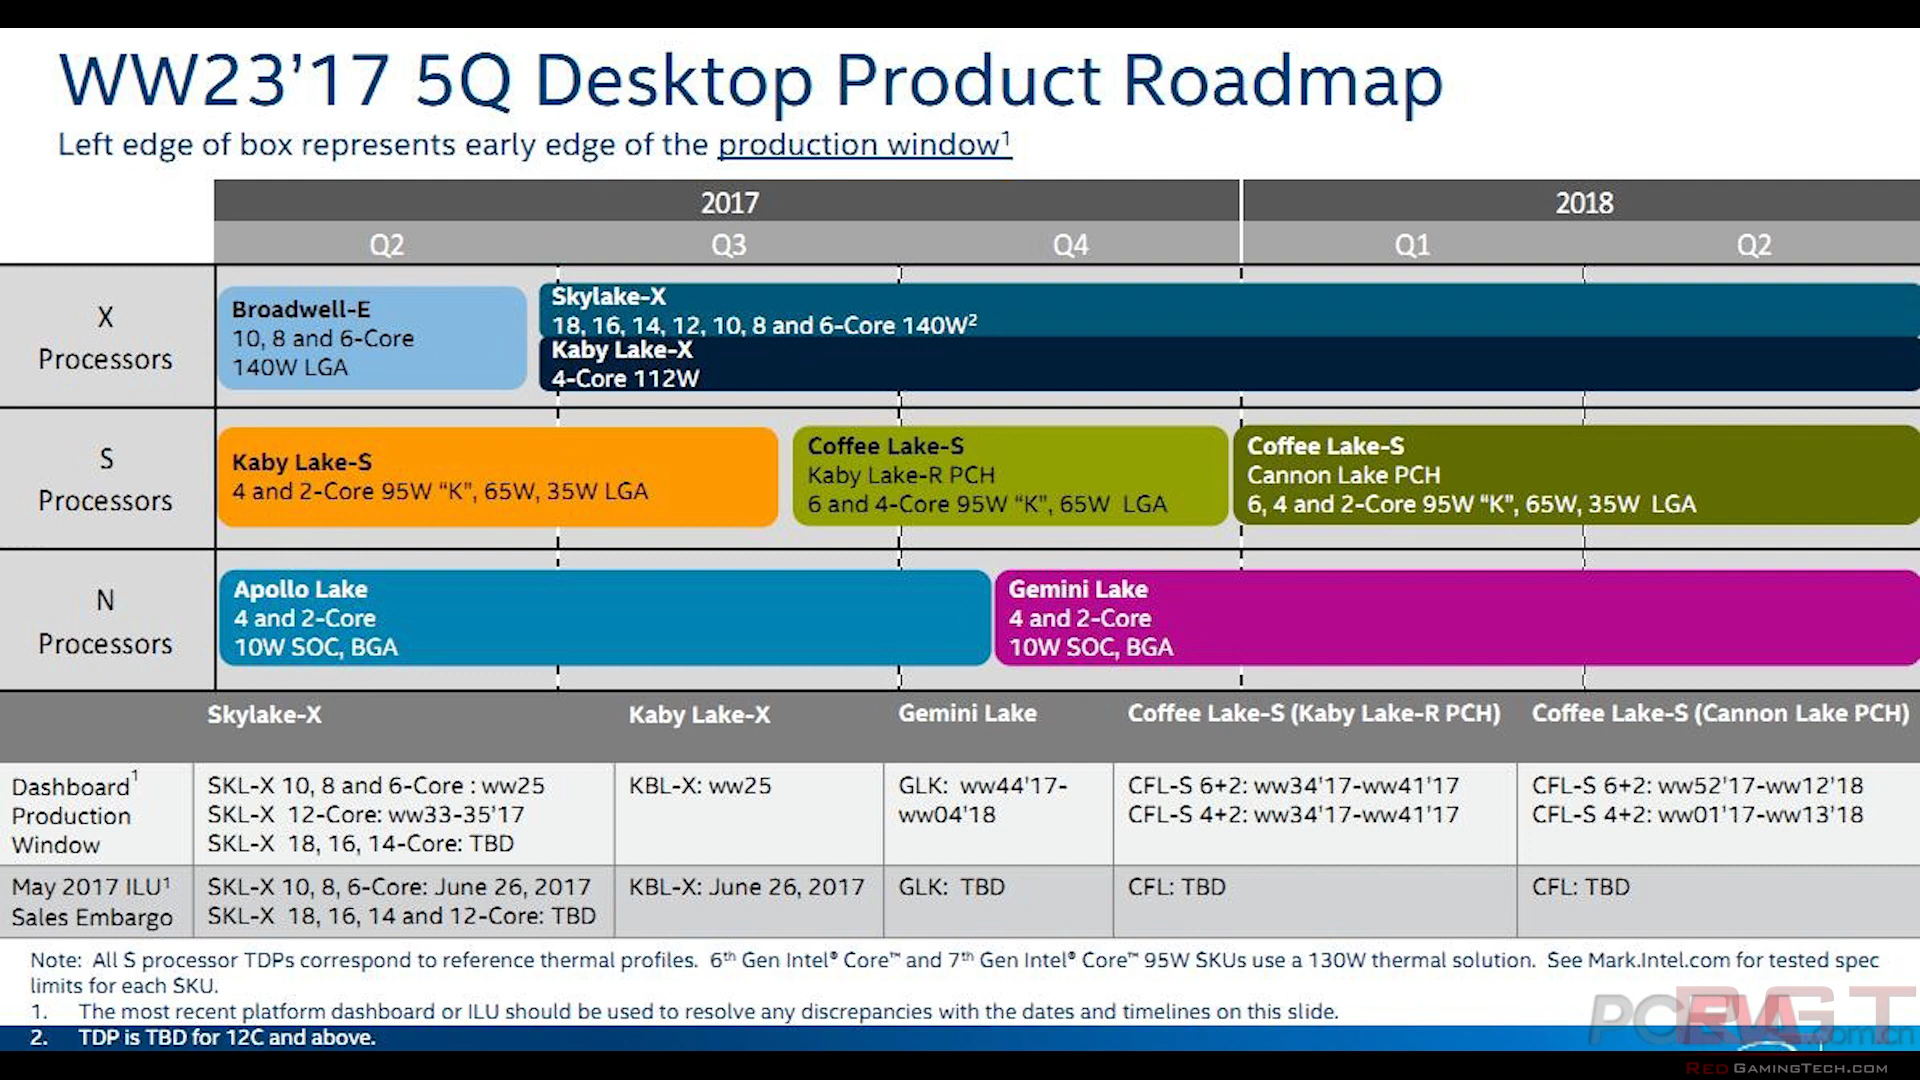 WW23’17 5Q Desktop Product Roadmap
Left edge of box represents early edge of the production window¹
2017
2018
Q2
Q3
Q4
Q1
Q2
X
Processors
Broadwell-E
10, 8 and 6-Core
140W LGA
Skylake-X
18, 16, 14, 12, 10, 8 and 6-Core 140W²
Kaby Lake-X
4-Core 112W
S
Processors
Kaby Lake-S
4 and 2-Core 95W “K”, 65W, 35W LGA
Coffee Lake-S
Kaby Lake-R PCH
6 and 4-Core 95W “K”, 65W LGA
Coffee Lake-S
Cannon Lake PCH
6, 4 and 2-Core 95W “K”, 65W, 35W LGA
N
Processors
Apollo Lake
4 and 2-Core
10W SOC, BGA
Gemini Lake
4 and 2-Core
10W SOC, BGA
Skylake-X
Kaby Lake-X
Gemini Lake
Coffee Lake-S (Kaby Lake-R PCH)
Coffee Lake-S (Cannon Lake PCH)
Dashboard¹
Production
Window
SKL-X 10, 8 and 6-Core : ww25
SKL-X 12-Core: ww33-35'17
SKL-X 18, 16, 14-Core: TBD
KBL-X: ww25
GLK: ww44'17-
ww04'18
CFL-S 6+2: ww34'17-ww41'17
CFL-S 4+2: ww34'17-ww41'17
CFL-S 6+2: ww52'17-ww12’18
CFL-S 4+2: ww01’17-ww13’18
May 2017 ILU¹
Sales Embargo
SKL-X 10, 8, 6-Core: June 26, 2017
SKL-X 18, 16, 14 and 12-Core: TBD
KBL-X: June 26, 2017
GLK: TBD
CFL: TBD
CFL: TBD
Note: All S processor TDPs correspond to reference thermal profiles. 6th Gen Intel® Core™ and 7th Gen Intel® Core™ 95W SKUs use a 130W thermal solution. See Mark.Intel.com for tested spec
limits for each SKU.
1. The most recent platform dashboard or ILU should be used to resolve any discrepancies with the dates and timelines on this slide.
2. TDP is TBD for 12C and above.
RGT
.com.cn
RedGamingTech.com